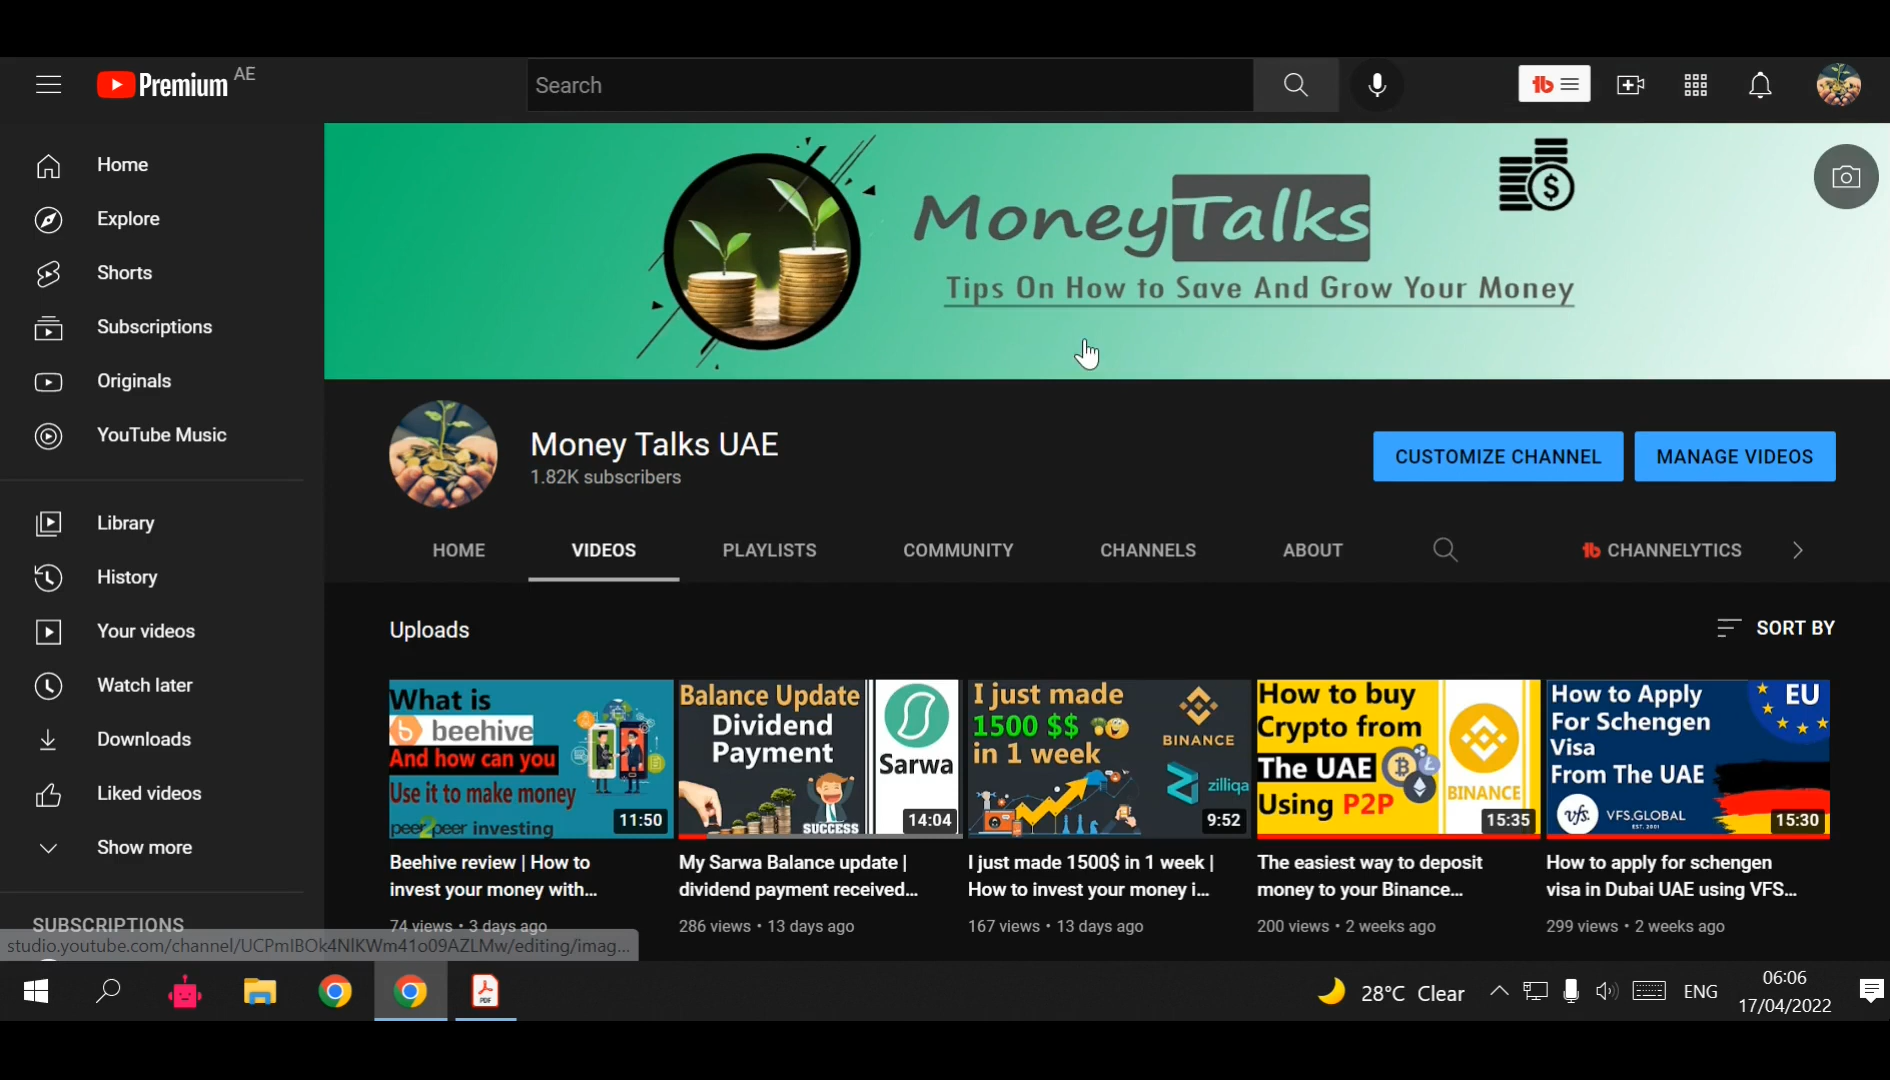 Premium AE
Search
Home
Explore
Shorts
Subscriptions
Originals
YouTube Music
Library
History
Your videos
Watch later
Downloads
Liked videos
Show more
SUBSCRIPTIONS
MoneyTalks
Tips On How to Save And Grow Your Money
Money Talks UAE
1.82K subscribers
CUSTOMIZE CHANNEL
MANAGE VIDEOS
HOME
VIDEOS
PLAYLISTS
COMMUNITY
CHANNELS
ABOUT
CHANNELYTICS
Uploads
SORT BY
What is
beehive
And how can you
Use it to make money
peer2peer investing
11:50
Beehive review | How to
invest your money with...
74 views • 3 days ago
Balance Update
Dividend
Payment
Sarwa
SUCCESS
14:04
My Sarwa Balance update |
dividend payment received...
286 views • 13 days ago
I just made
1500 $$
in 1 week
BINANCE
zilliqa
9:52
I just made 1500$ in 1 week |
How to invest your money i...
167 views • 13 days ago
How to buy
Crypto from
The UAE
Using P2P
BINANCE
15:35
The easiest way to deposit
money to your Binance...
200 views • 2 weeks ago
How to Apply
For Schengen
Visa
From The UAE
EU
vfs.
VFS.GLOBAL
EST. 2001
15:30
How to apply for schengen
visa in Dubai UAE using VFS...
299 views • 2 weeks ago
studio.youtube.com/channel/UCPmIBOk4NlKWm41o09AZLMw/editing/imag...
PDF
28°C Clear
ENG
06:06
17/04/2022